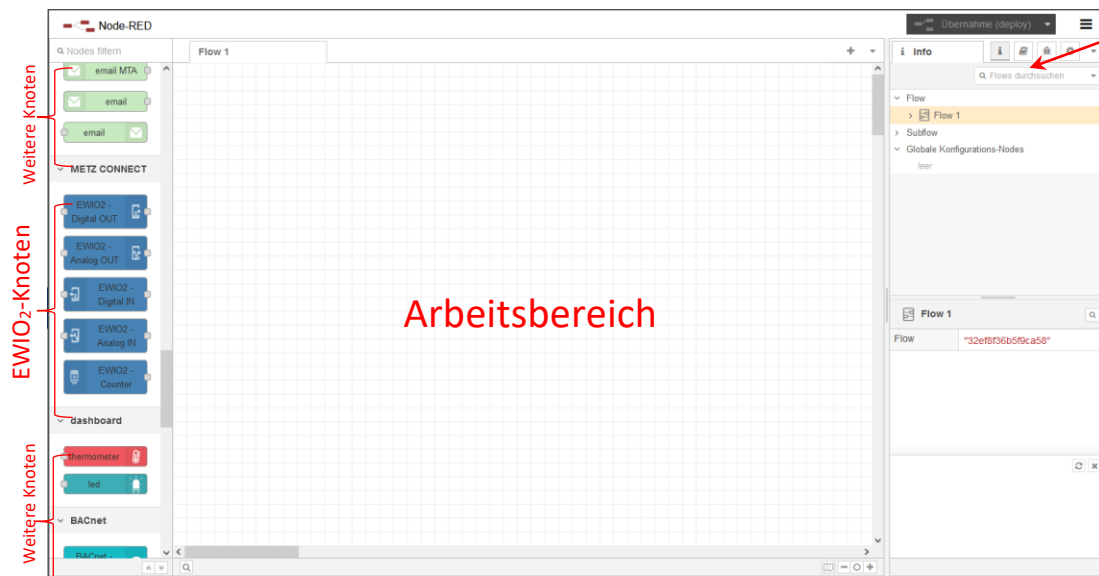 Node-RED
Übernahme (deploy)
Nodes filtern
Flow 1
Info
email MTA
email
email
METZ CONNECT
EWIO2 -
Digital OUT
EWIO2 -
Analog OUT
EWIO2 -
Digital IN
EWIO2 -
Analog IN
EWIO2 -
Counter
dashboard
thermometer
led
BACnet
BACnet -
Weitere Knoten
EWIO2-Knoten
Weitere Knoten
Arbeitsbereich
Flows durchsuchen
Flow
Flow 1
Subflow
Globale Konfigurations-Nodes
leer
Flow 1
Flow
"32ef8f36b5f9ca58"